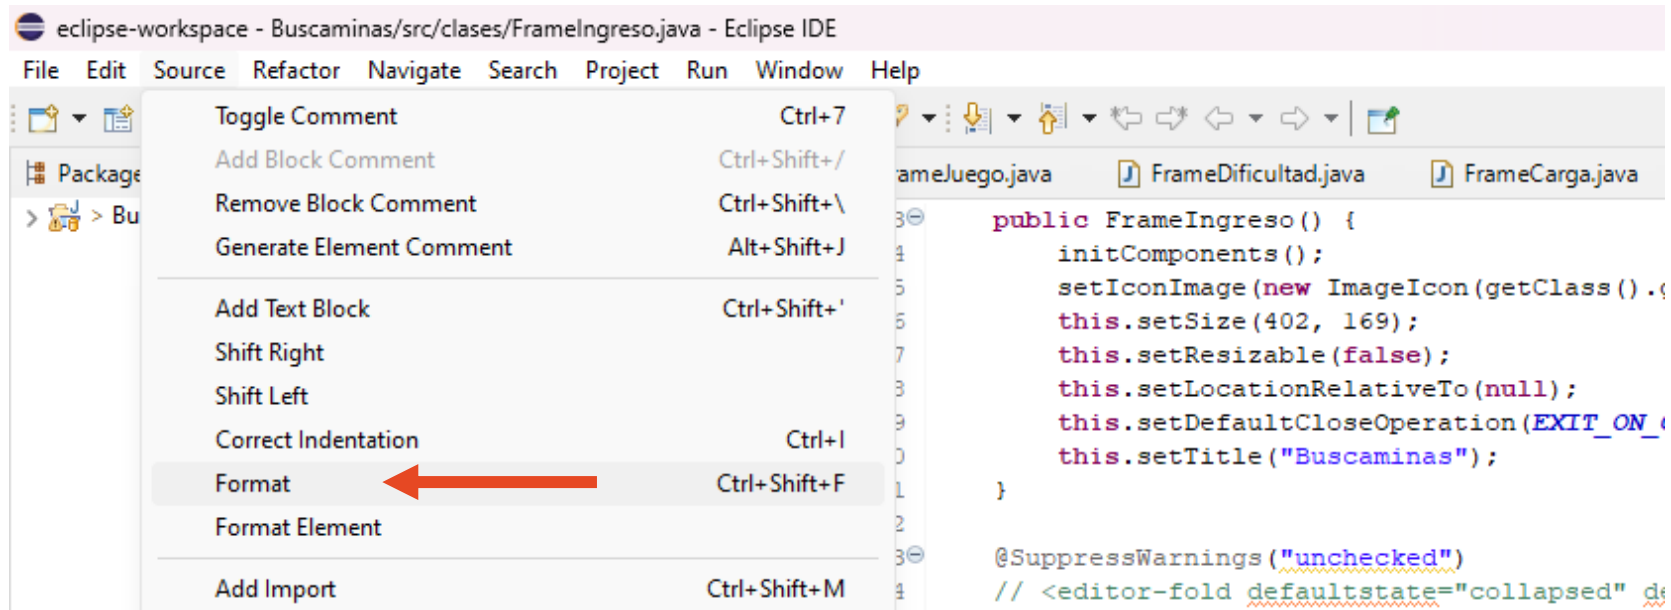 eclipse-workspace - Buscaminas/src/clases/FrameIngreso.java - Eclipse IDE
File Edit Source Refactor Navigate Search Project Run Window Help
Toggle Comment Ctrl+7
Add Block Comment Ctrl+Shift+/
Remove Block Comment Ctrl+Shift+\
Generate Element Comment Alt+Shift+J
Add Text Block Ctrl+Shift+'
Shift Right
Shift Left
Correct Indentation Ctrl+I
Format Ctrl+Shift+F
Format Element
Add Import Ctrl+Shift+M
Package
> Bu
rameJuego.java FrameDificultad.java FrameCarga.java
public FrameIngreso() {
initComponents();
setIconImage(new ImageIcon(getClass().g
this.setSize(402, 169);
this.setResizable(false);
this.setLocationRelativeTo(null);
this.setDefaultCloseOperation(EXIT_ON_
this.setTitle("Buscaminas");
}
@SuppressWarnings("unchecked")
// <editor-fold defaultstate="collapsed" de